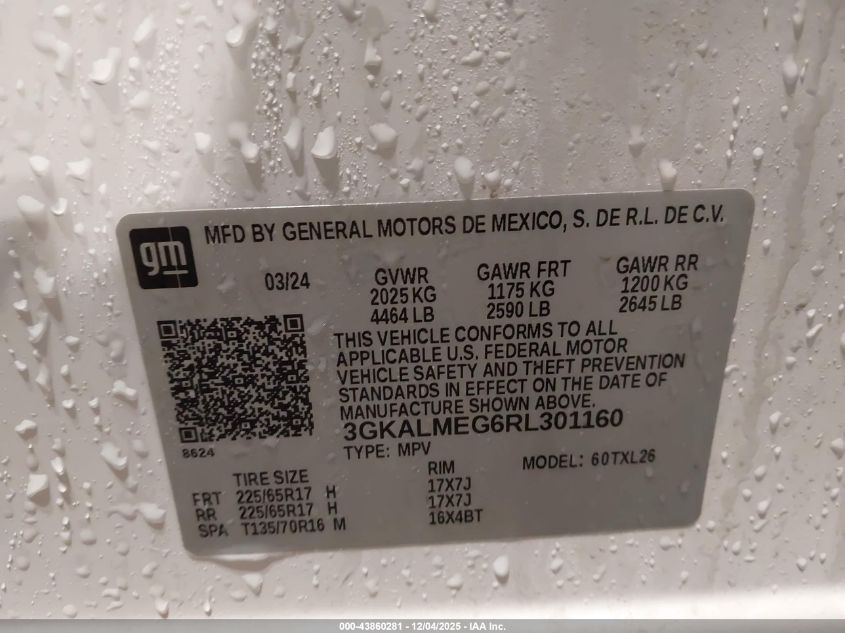 gm
MFD BY GENERAL MOTORS DE MEXICO, S. DE R.L. DE C.V.
03/24 GVWR GAWR FRT GAWR RR
2025 KG 1175 KG 1200 KG
4464 LB 2590 LB 2645 LB
THIS VEHICLE CONFORMS TO ALL
APPLICABLE U.S. FEDERAL MOTOR
VEHICLE SAFETY AND THEFT PREVENTION
STANDARDS IN EFFECT ON THE DATE OF
MANUFACTURE SHOWN ABOVE.
3GKALMEG6RL301160
8624
TYPE: MPV MODEL: 60TXL26
TIRE SIZE RIM
FRT 225/65R17 H 17X7J
RR 225/65R17 H 17X7J
SPA T135/70R16 M 16X4BT
000-43860281 - 12/04/2025 - IAA Inc.